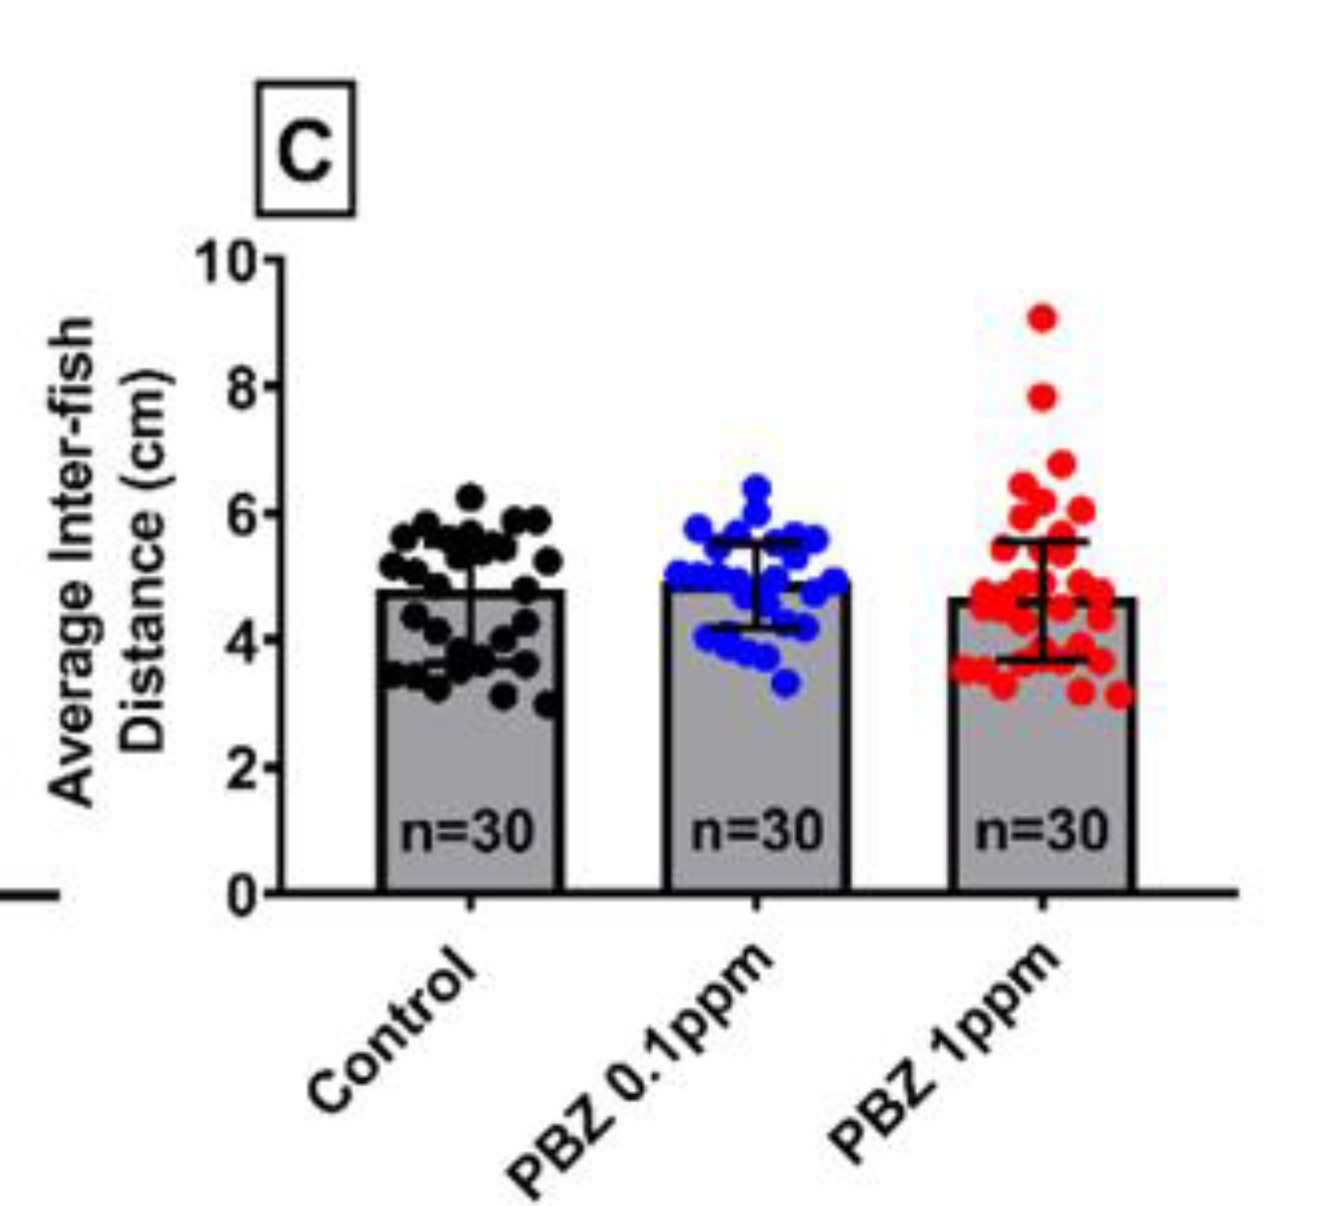 C
Average Inter-fish
Distance (cm)
10
8
6
4
2
0
n=30
n=30
n=30
Control
PBZ 0.1ppm
PBZ 1ppm